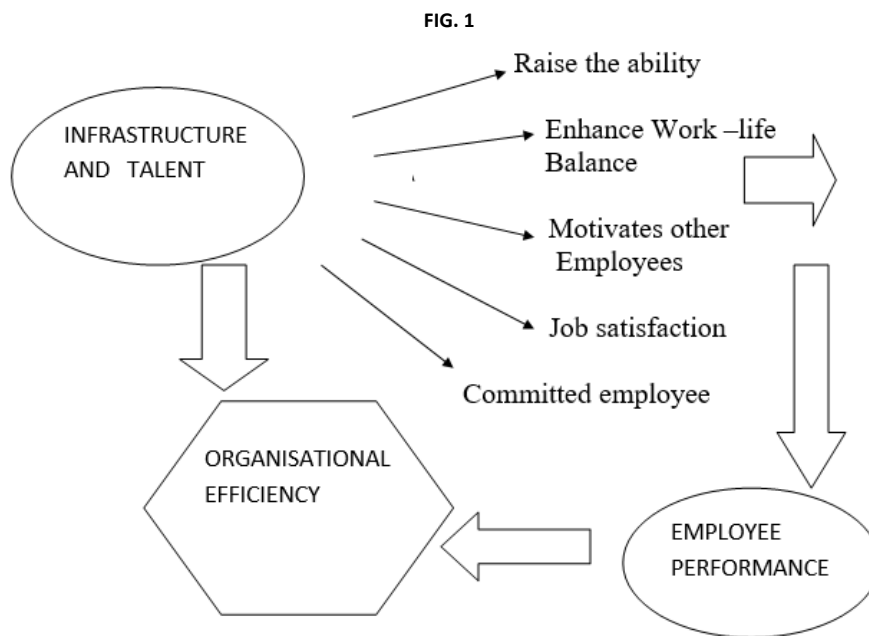 FIG. 1
Raise the ability
INFRASTRUCTURE
AND TALENT
Enhance Work –life
Balance
Motivates other
Employees
Job satisfaction
Committed employee
ORGANISATIONAL
EFFICIENCY
EMPLOYEE
PERFORMANCE